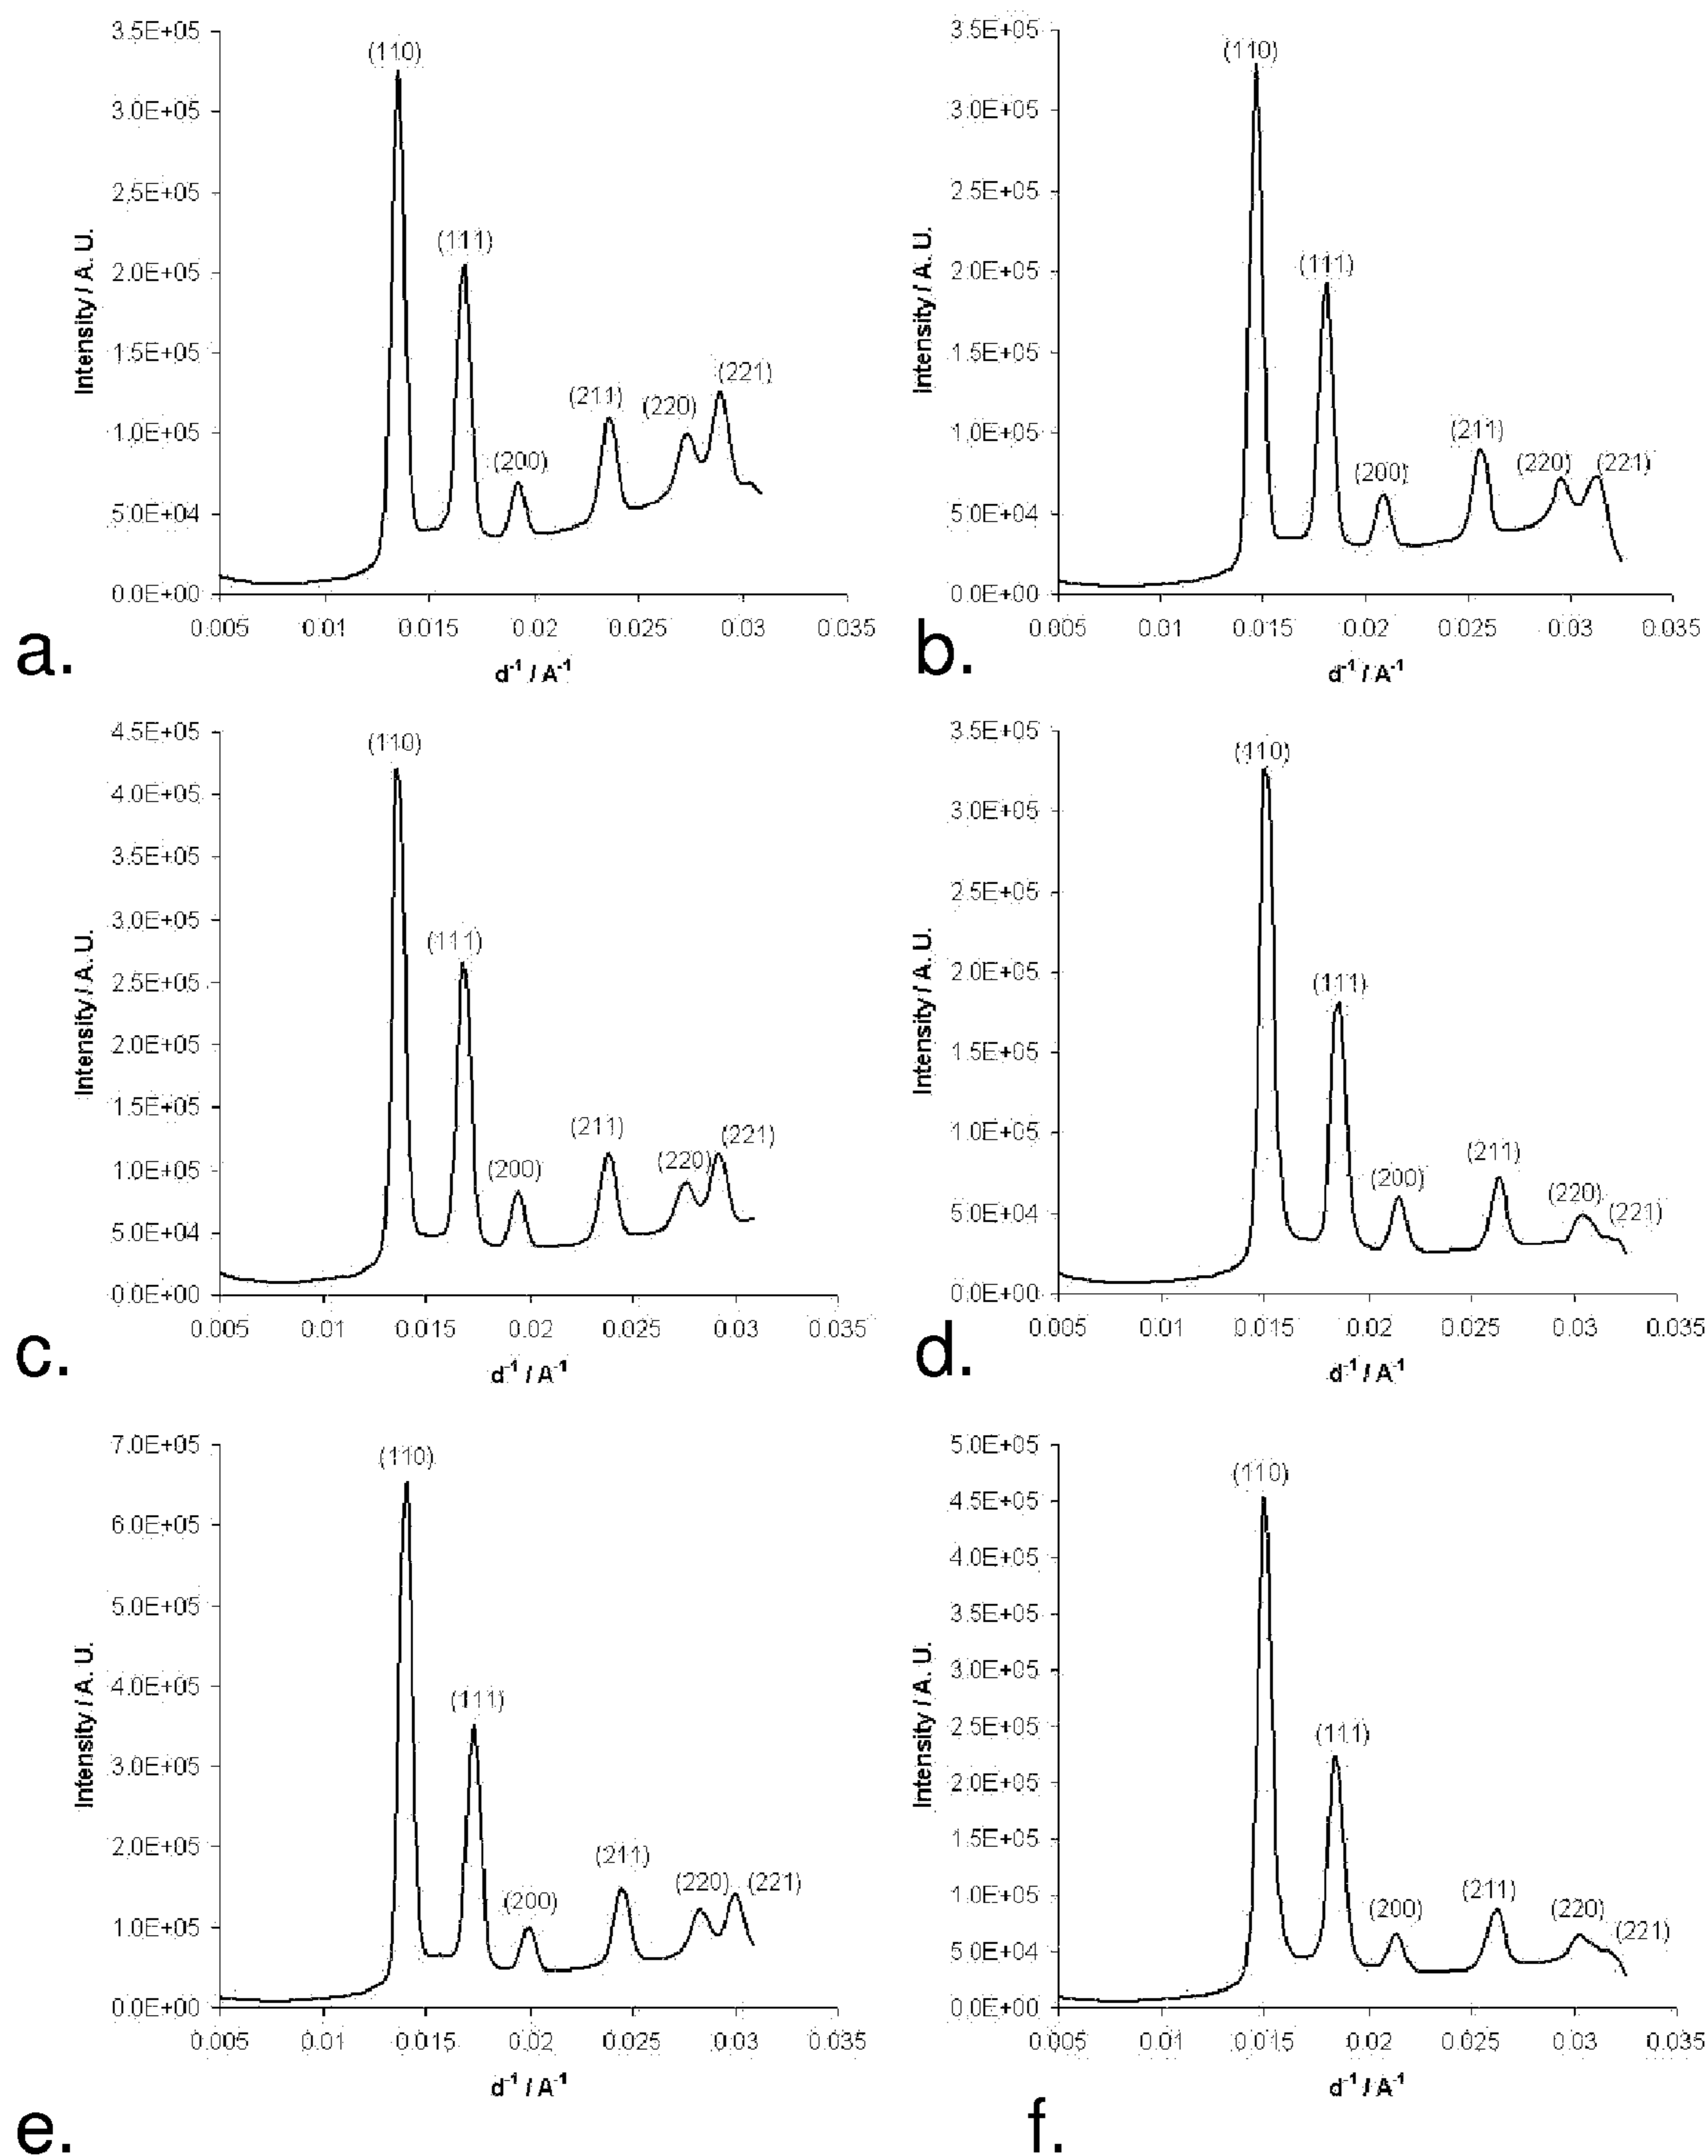 3.5E+05
3.0E+05
2.5E+05
2.0E+05
1.5E+05
1.0E+05
5.0E+04
0.0E+00
Intensity / A. U.
(110)
(111)
(200)
(211)
(220)
(221)
0.005 0.01 0.015 0.02 0.025 0.03 0.035
d-1 / A-1
a.
3.5E+05
3.0E+05
2.5E+05
2.0E+05
1.5E+05
1.0E+05
5.0E+04
0.0E+00
Intensity / A. U.
(110)
(111)
(200)
(211)
(220)
(221)
0.005 0.01 0.015 0.02 0.025 0.03 0.035
d-1 / A-1
b.
4.5E+05
4.0E+05
3.5E+05
3.0E+05
2.5E+05
2.0E+05
1.5E+05
1.0E+05
5.0E+04
0.0E+00
Intensity / A. U.
(110)
(111)
(200)
(211)
(220)
(221)
0.005 0.01 0.015 0.02 0.025 0.03 0.035
d-1 / A-1
c.
3.5E+05
3.0E+05
2.5E+05
2.0E+05
1.5E+05
1.0E+05
5.0E+04
0.0E+00
Intensity / A. U.
(110)
(111)
(200)
(211)
(220)
(221)
0.005 0.01 0.015 0.02 0.025 0.03 0.035
d-1 / A-1
d.
7.0E+05
6.0E+05
5.0E+05
4.0E+05
3.0E+05
2.0E+05
1.0E+05
0.0E+00
Intensity / A. U.
(110)
(111)
(200)
(211)
(220)
(221)
0.005 0.01 0.015 0.02 0.025 0.03 0.035
d-1 / A-1
e.
5.0E+05
4.5E+05
4.0E+05
3.5E+05
3.0E+05
2.5E+05
2.0E+05
1.5E+05
1.0E+05
5.0E+04
0.0E+00
Intensity / A. U.
(110)
(111)
(200)
(211)
(220)
(221)
0.005 0.01 0.015 0.02 0.025 0.03 0.035
d-1 / A-1
f.